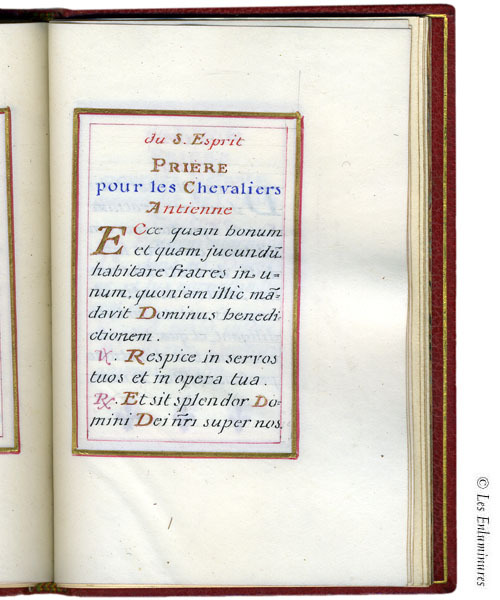 du S. Esprit
PRIERE
pour les Chevaliers
Antienne
ECce quam bonum
et quam jucundũ
habitare fratres in u=
num, quoniam illic mã=
davit Dominus benedi=
ctionem.
℣. Respice in servos
tuos et in opera tua.
℟. Et sit splendor Do=
mini Dei nr̃i super nos.
© Les Enluminures